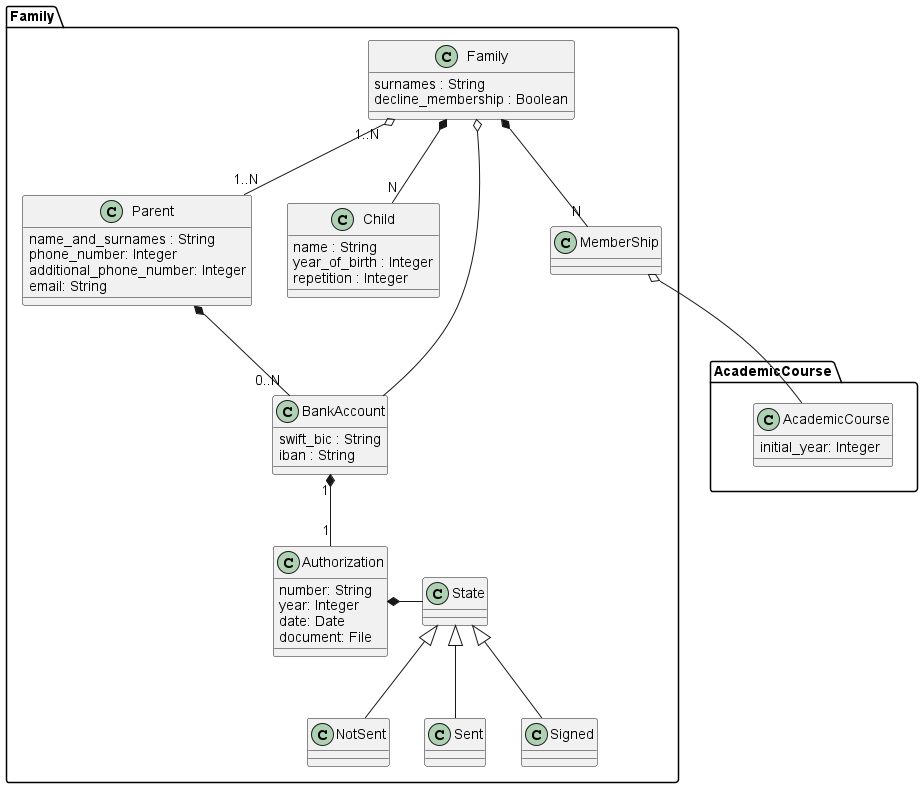 Family
C Family
surnames : String
decline_membership : Boolean
1..N
1..N
N
N
C Parent
name_and_surnames : String
phone_number: Integer
additional_phone_number: Integer
email: String
C Child
name : String
year_of_birth : Integer
repetition : Integer
C MemberShip
AcademicCourse
C AcademicCourse
initial_year: Integer
0..N
C BankAccount
swift_bic : String
iban : String
1
1
C Authorization
number: String
year: Integer
date: Date
document: File
C State
C NotSent
C Sent
C Signed